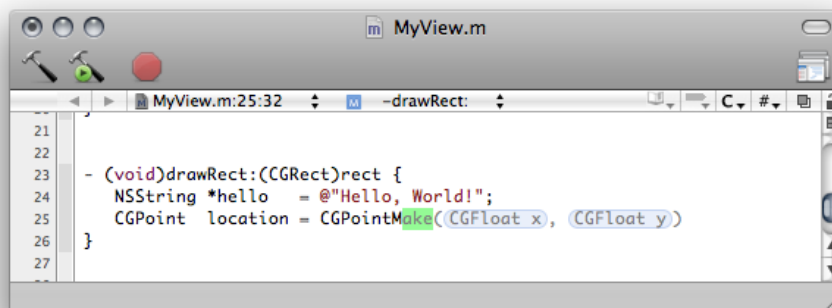 m MyView.m
m MyView.m:25:32 M -drawRect: C #
21
22
23 - (void)drawRect:(CGRect)rect {
24 NSString *hello = @"Hello, World!";
25 CGPoint location = CGPointMake(CGFloat x, CGFloat y)
26 }
27